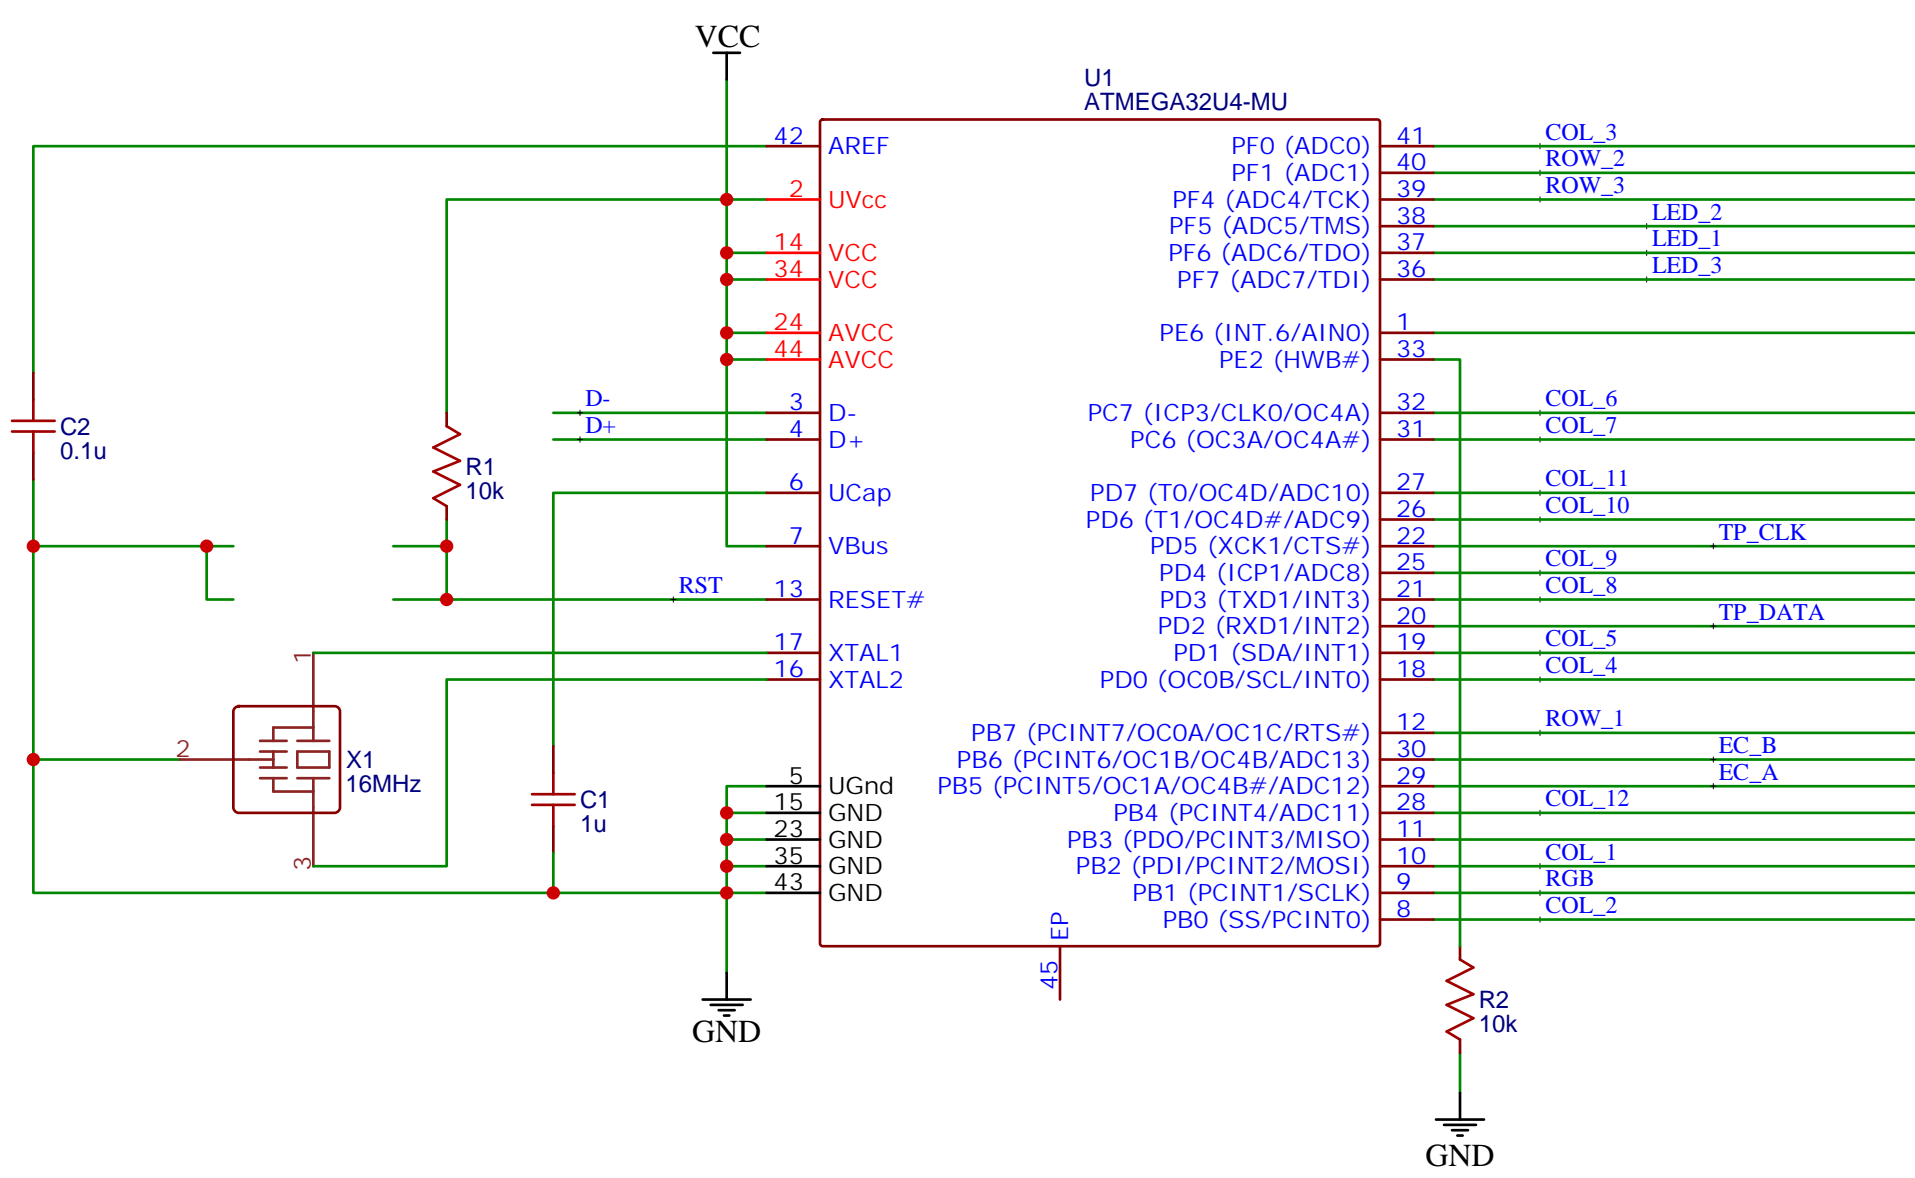 VCC
U1
ATMEGA32U4-MU
42 AREF
2 UVcc
14 VCC
34 VCC
24 AVCC
44 AVCC
D- 3 D-
D+ 4 D+
6 UCap
7 VBus
RST 13 RESET#
17 XTAL1
16 XTAL2
5 UGnd
15 GND
23 GND
35 GND
43 GND
C2
0.1u
R1
10k
1
2
3
X1
16MHz
C1
1u
GND
PF0 (ADC0) 41 COL_3
PF1 (ADC1) 40 ROW_2
PF4 (ADC4/TCK) 39 ROW_3
PF5 (ADC5/TMS) 38 LED_2
PF6 (ADC6/TDO) 37 LED_1
PF7 (ADC7/TDI) 36 LED_3
PE6 (INT.6/AIN0) 1
PE2 (HWB#) 33
PC7 (ICP3/CLK0/OC4A) 32 COL_6
PC6 (OC3A/OC4A#) 31 COL_7
PD7 (T0/OC4D/ADC10) 27 COL_11
PD6 (T1/OC4D#/ADC9) 26 COL_10
PD5 (XCK1/CTS#) 22 TP_CLK
PD4 (ICP1/ADC8) 25 COL_9
PD3 (TXD1/INT3) 21 COL_8
PD2 (RXD1/INT2) 20 TP_DATA
PD1 (SDA/INT1) 19 COL_5
PD0 (OC0B/SCL/INT0) 18 COL_4
PB7 (PCINT7/OC0A/OC1C/RTS#) 12 ROW_1
PB6 (PCINT6/OC1B/OC4B/ADC13) 30 EC_B
PB5 (PCINT5/OC1A/OC4B#/ADC12) 29 EC_A
PB4 (PCINT4/ADC11) 28 COL_12
PB3 (PDO/PCINT3/MISO) 11
PB2 (PDI/PCINT2/MOSI) 10 COL_1
PB1 (PCINT1/SCLK) 9 RGB
PB0 (SS/PCINT0) 8 COL_2
EP
45
R2
10k
GND